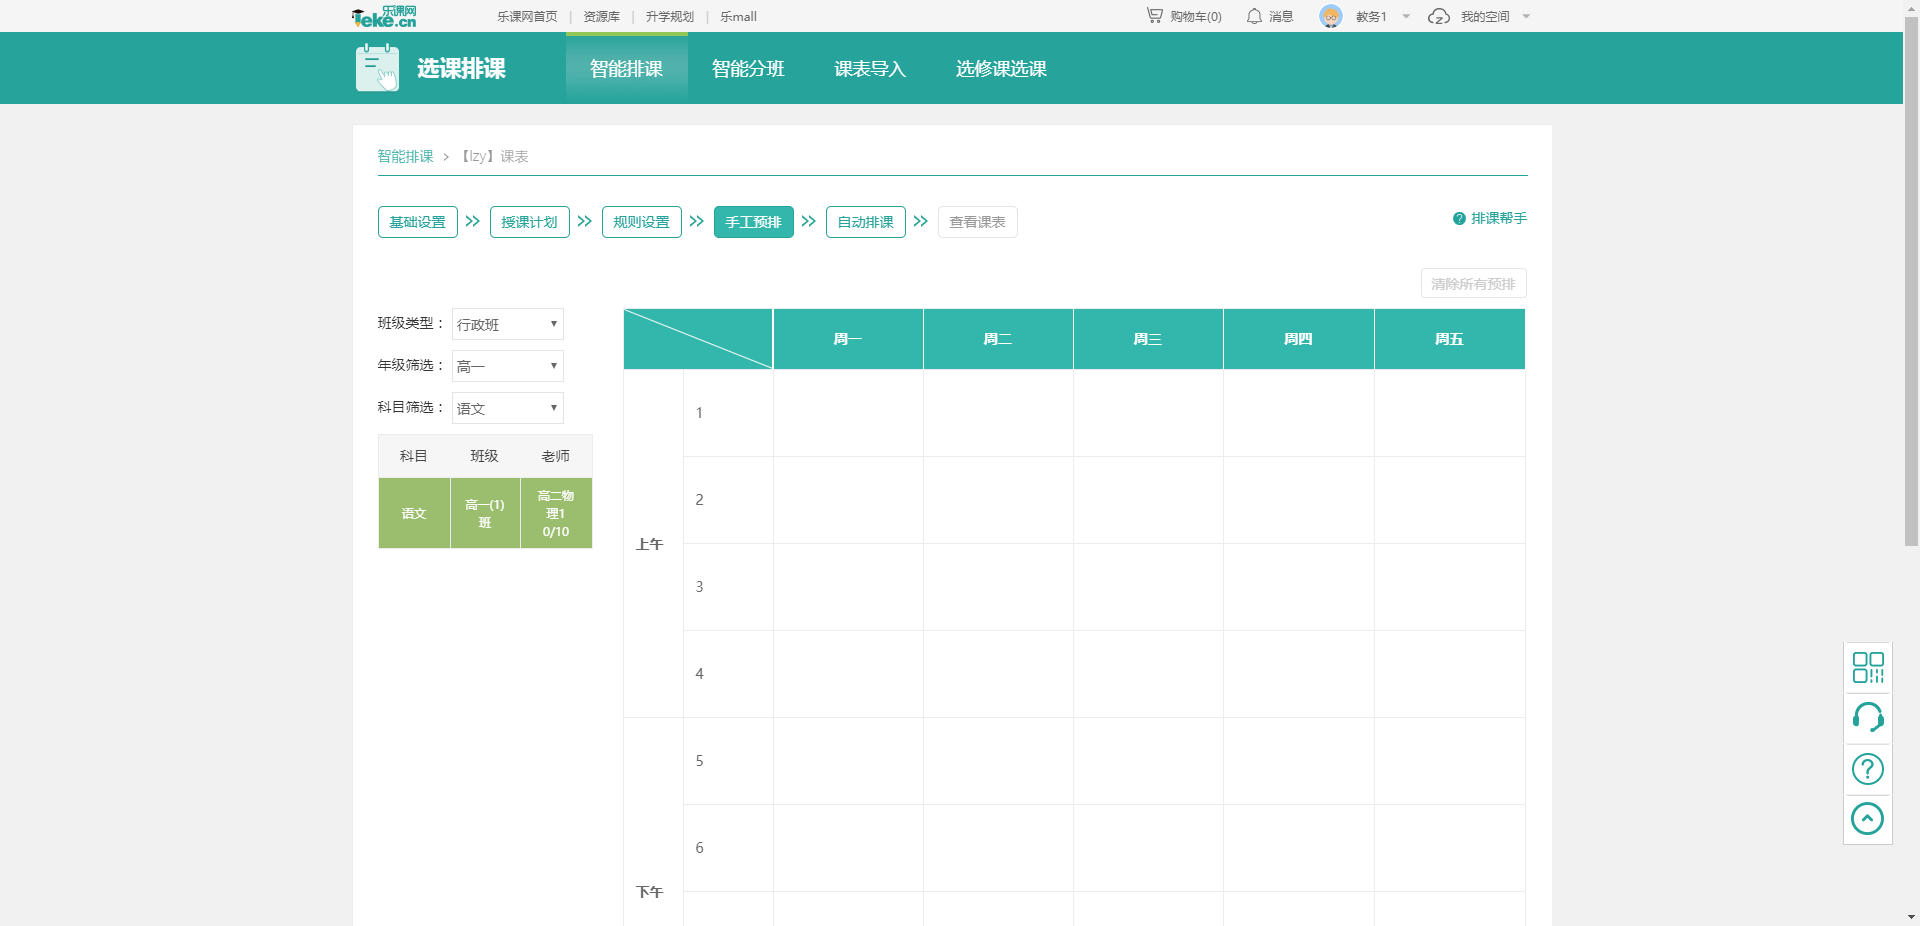 乐课网
leke.cn
乐课网首页 | 资源库 | 升学规划 | 乐mall
购物车(0) 消息 教务1 我的空间
选课排课 智能排课 智能分班 课表导入 选修课选课
智能排课 > 【lzy】课表
基础设置 授课计划 规则设置 手工预排 自动排课 查看课表
排课帮手
清除所有预排
班级类型： 行政班
年级筛选： 高一
科目筛选： 语文
科目 班级 老师
语文 高一(1)班 高二物理1 0/10
周一 周二 周三 周四 周五
上午
1
2
3
4
下午
5
6